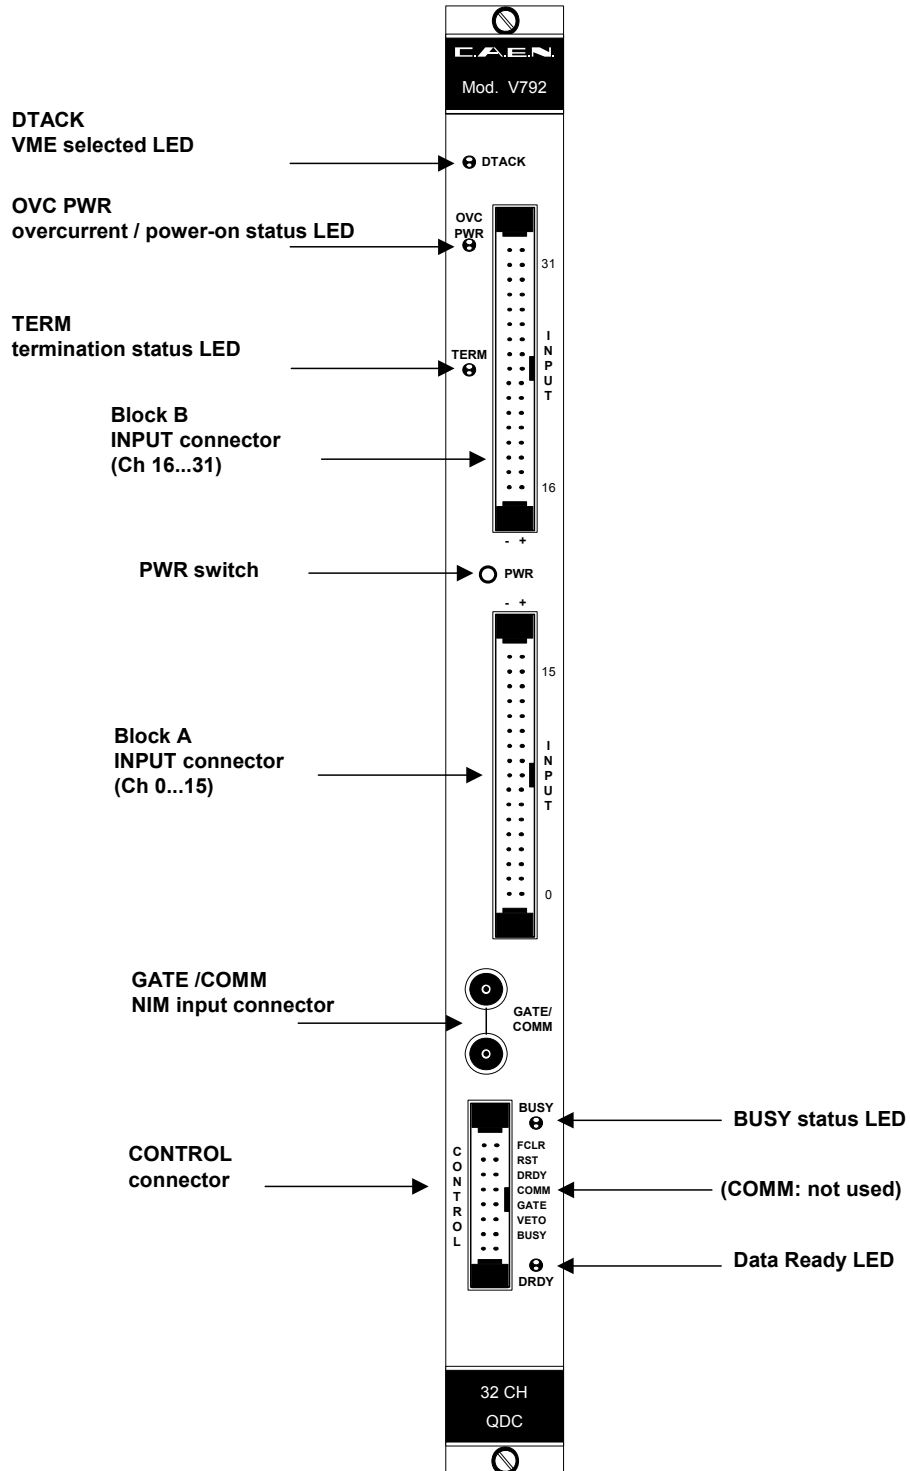 C.A.E.N.
Mod. V792
DTACK
VME selected LED
DTACK
OVC PWR
overcurrent / power-on status LED
OVC
PWR
31
TERM
termination status LED
TERM
INPUT
Block B
INPUT connector
(Ch 16...31)
16
- +
PWR switch
PWR
- +
15
Block A
INPUT connector
(Ch 0...15)
INPUT
0
GATE /COMM
NIM input connector
GATE/
COMM
BUSY
BUSY status LED
CONTROL
connector
CONTROL
FCLR
RST
DRDY
COMM
GATE
VETO
BUSY
(COMM: not used)
Data Ready LED
DRDY
32 CH
QDC